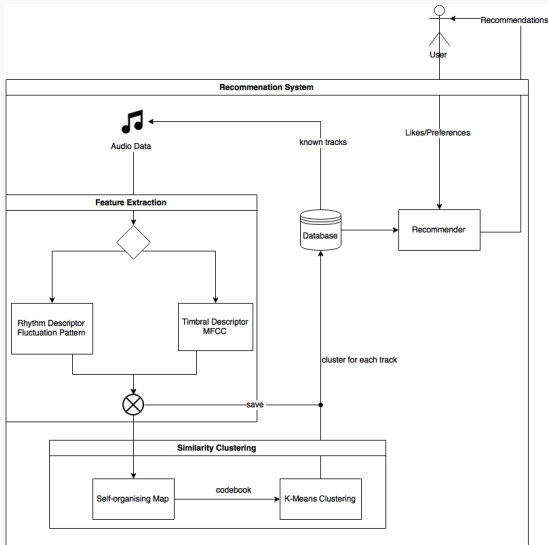 Recommendations
User
Recommenation System
Audio Data
known tracks
Likes/Preferences
Feature Extraction
Database
Recommender
Rhythm Descriptor
Fluctuation Pattern
Timbral Descriptor
MFCC
cluster for each track
save
Similarity Clustering
Self-organising Map
codebook
K-Means Clustering